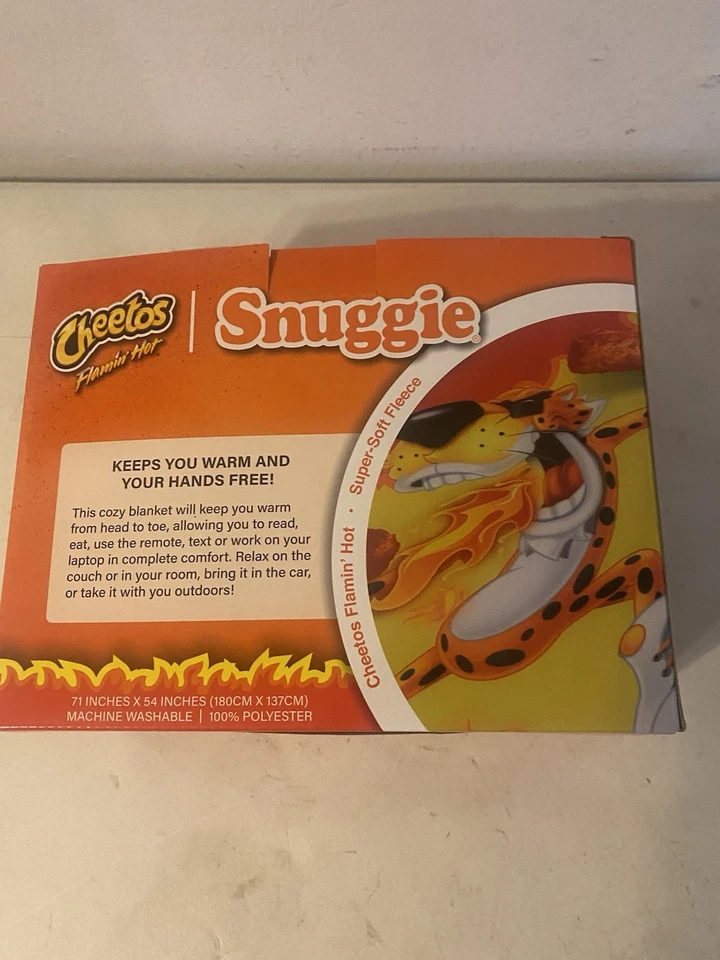 Cheetos
Flamin' Hot
Snuggie®
KEEPS YOU WARM AND
YOUR HANDS FREE!
This cozy blanket will keep you warm
from head to toe, allowing you to read,
eat, use the remote, text or work on your
laptop in complete comfort. Relax on the
couch or in your room, bring it in the car,
or take it with you outdoors!
Cheetos Flamin' Hot • Super-Soft Fleece
71 INCHES X 54 INCHES (180CM X 137CM)
MACHINE WASHABLE | 100% POLYESTER